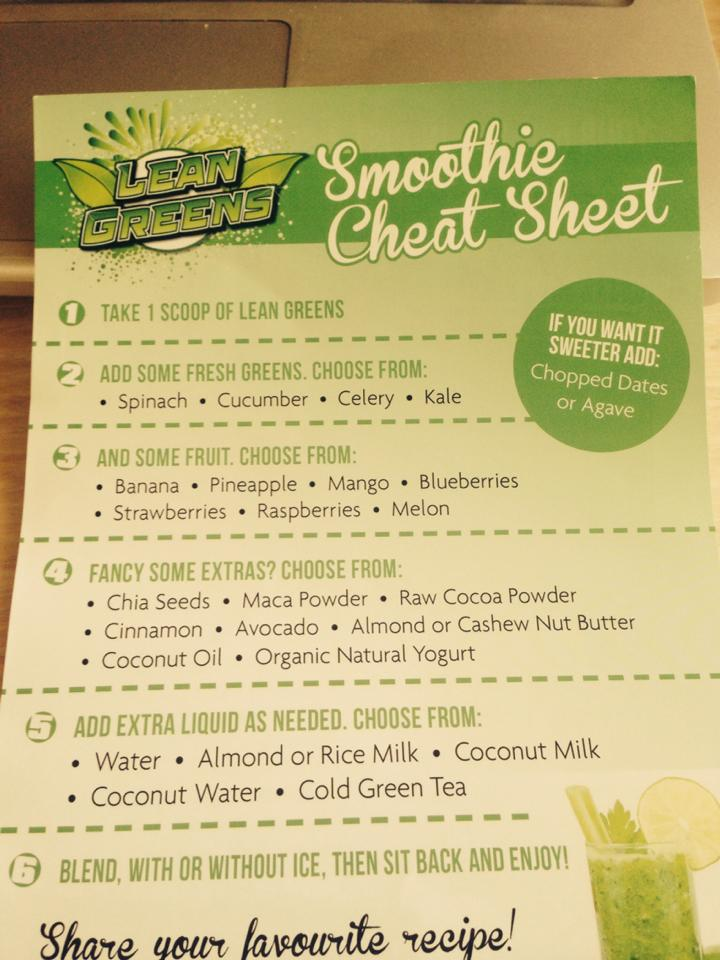 LEAN
GREENS
Smoothie
Cheat Sheet
1 TAKE 1 SCOOP OF LEAN GREENS
IF YOU WANT IT
SWEETER ADD:
Chopped Dates
or Agave
2 ADD SOME FRESH GREENS. CHOOSE FROM:
• Spinach • Cucumber • Celery • Kale
3 AND SOME FRUIT. CHOOSE FROM:
• Banana • Pineapple • Mango • Blueberries
• Strawberries • Raspberries • Melon
4 FANCY SOME EXTRAS? CHOOSE FROM:
• Chia Seeds • Maca Powder • Raw Cocoa Powder
• Cinnamon • Avocado • Almond or Cashew Nut Butter
• Coconut Oil • Organic Natural Yogurt
5 ADD EXTRA LIQUID AS NEEDED. CHOOSE FROM:
• Water • Almond or Rice Milk • Coconut Milk
• Coconut Water • Cold Green Tea
6 BLEND, WITH OR WITHOUT ICE, THEN SIT BACK AND ENJOY!
Share your favourite recipe!